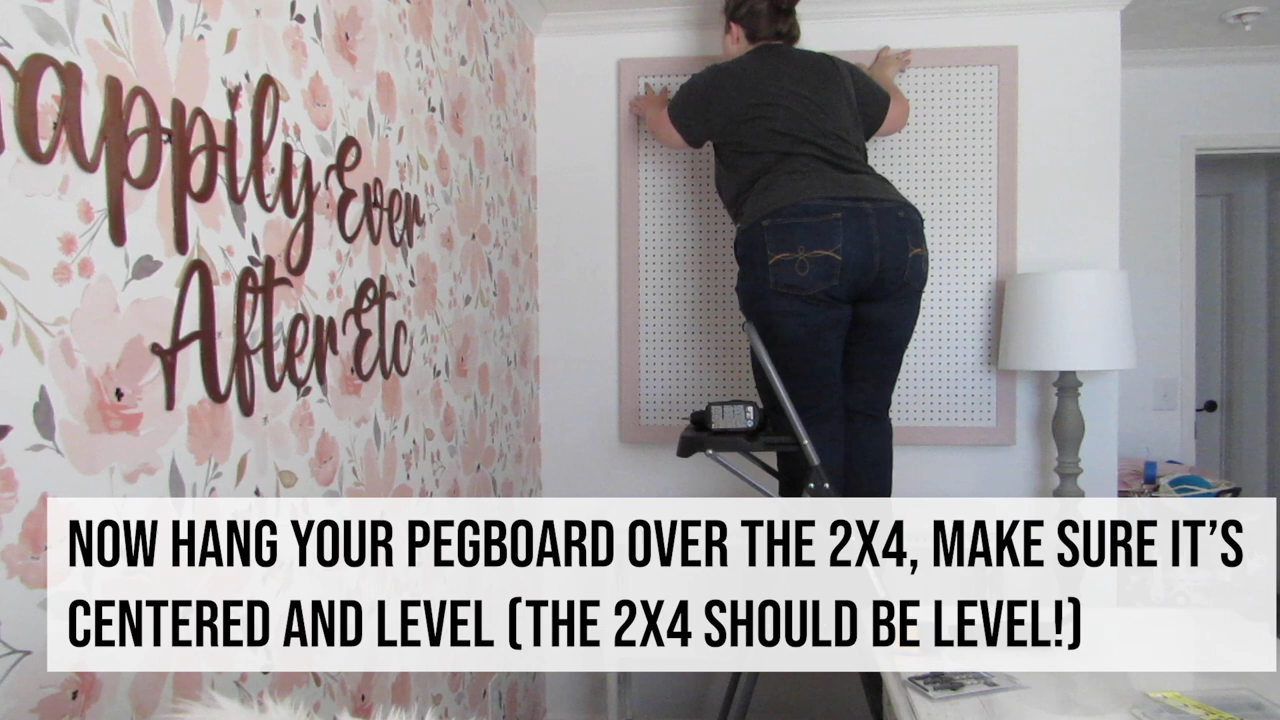 appily Ever
After Etc
NOW HANG YOUR PEGBOARD OVER THE 2X4, MAKE SURE IT'S
CENTERED AND LEVEL (THE 2X4 SHOULD BE LEVEL!)